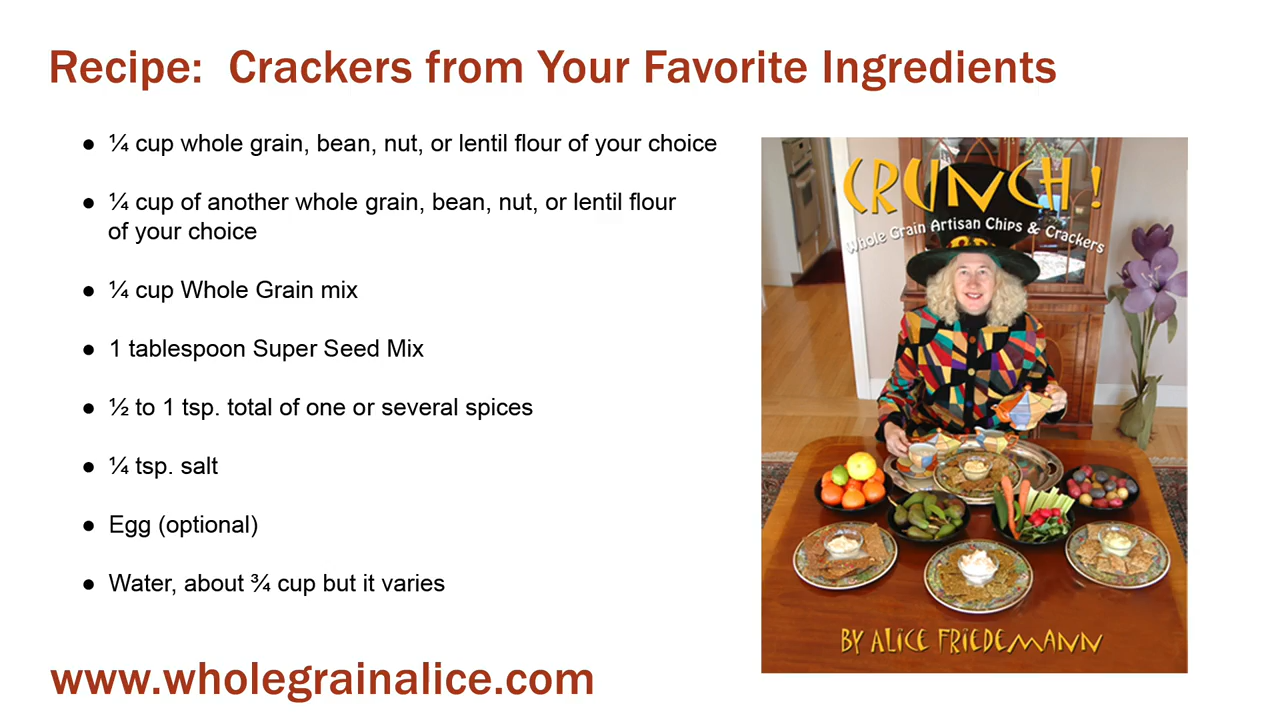 Recipe:  Crackers from Your Favorite Ingredients
● ¼ cup whole grain, bean, nut, or lentil flour of your choice
● ¼ cup of another whole grain, bean, nut, or lentil flour
of your choice
● ¼ cup Whole Grain mix
● 1 tablespoon Super Seed Mix
● ½ to 1 tsp. total of one or several spices
● ¼ tsp. salt
● Egg (optional)
● Water, about ¾ cup but it varies
www.wholegrainalice.com
CRUNCH!
Whole Grain Artisan Chips & Crackers
BY ALICE FRIEDEMANN